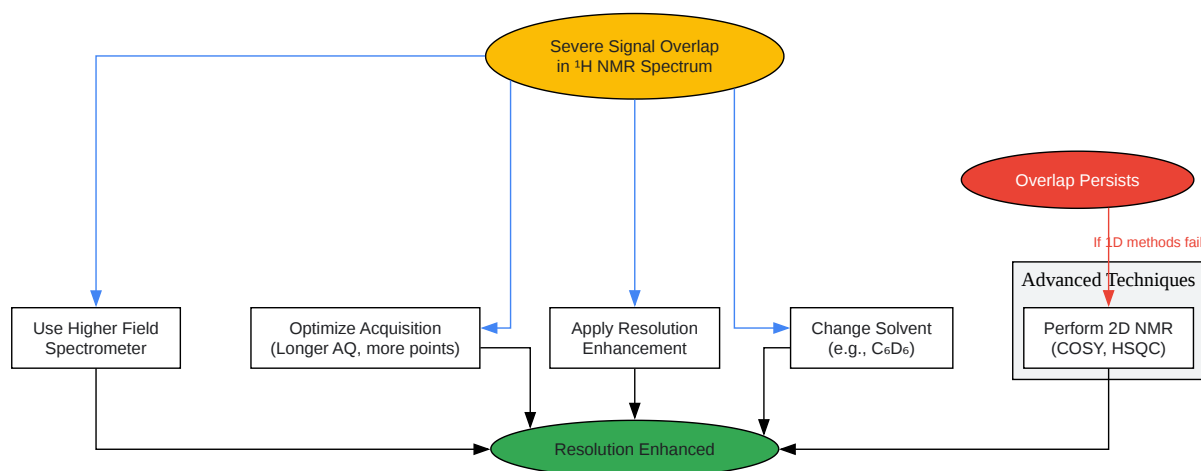 Severe Signal Overlap
in ¹H NMR Spectrum
Overlap Persists
If 1D methods fail
Advanced Techniques
Use Higher Field
Spectrometer
Optimize Acquisition
(Longer AQ, more points)
Apply Resolution
Enhancement
Change Solvent
(e.g., C₆D₆)
Perform 2D NMR
(COSY, HSQC)
Resolution Enhanced